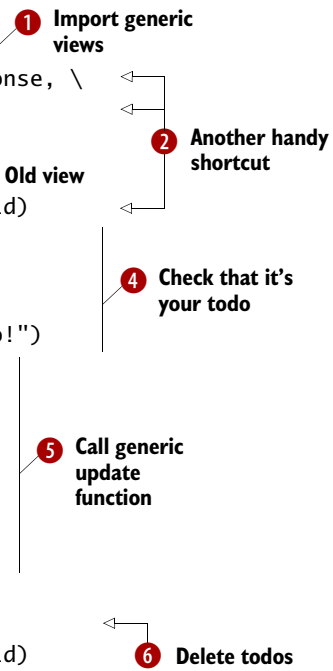 1 Import generic
views
onse, \
2 Another handy
shortcut
Old view
d)
4 Check that it's
your todo
!")
5 Call generic
update
function
d)
6 Delete todos